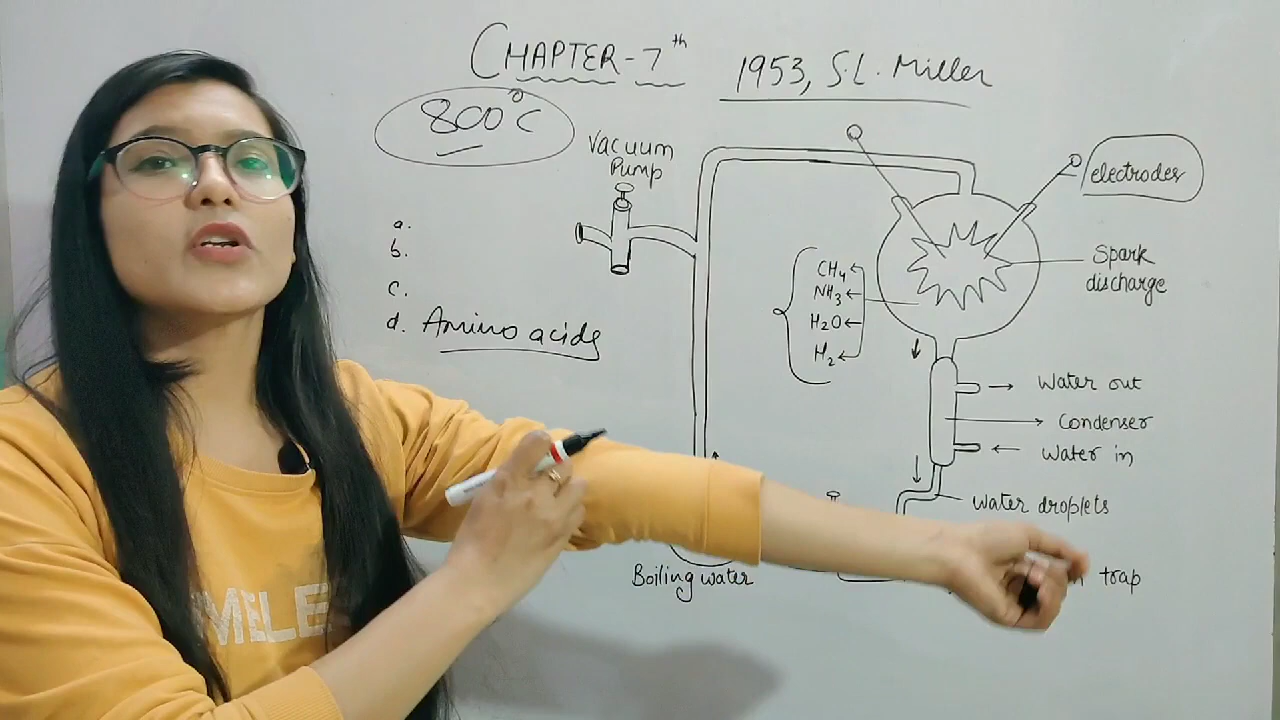 CHAPTER-7th
1953, S.L. Miller
800°C
Vacuum
Pump
electrodes
a.
b.
c.
d. Amino acids
CH4
NH3
H2O
H2
Spark
discharge
Water out
Condenser
Water in
Water droplets
Boiling water
trap